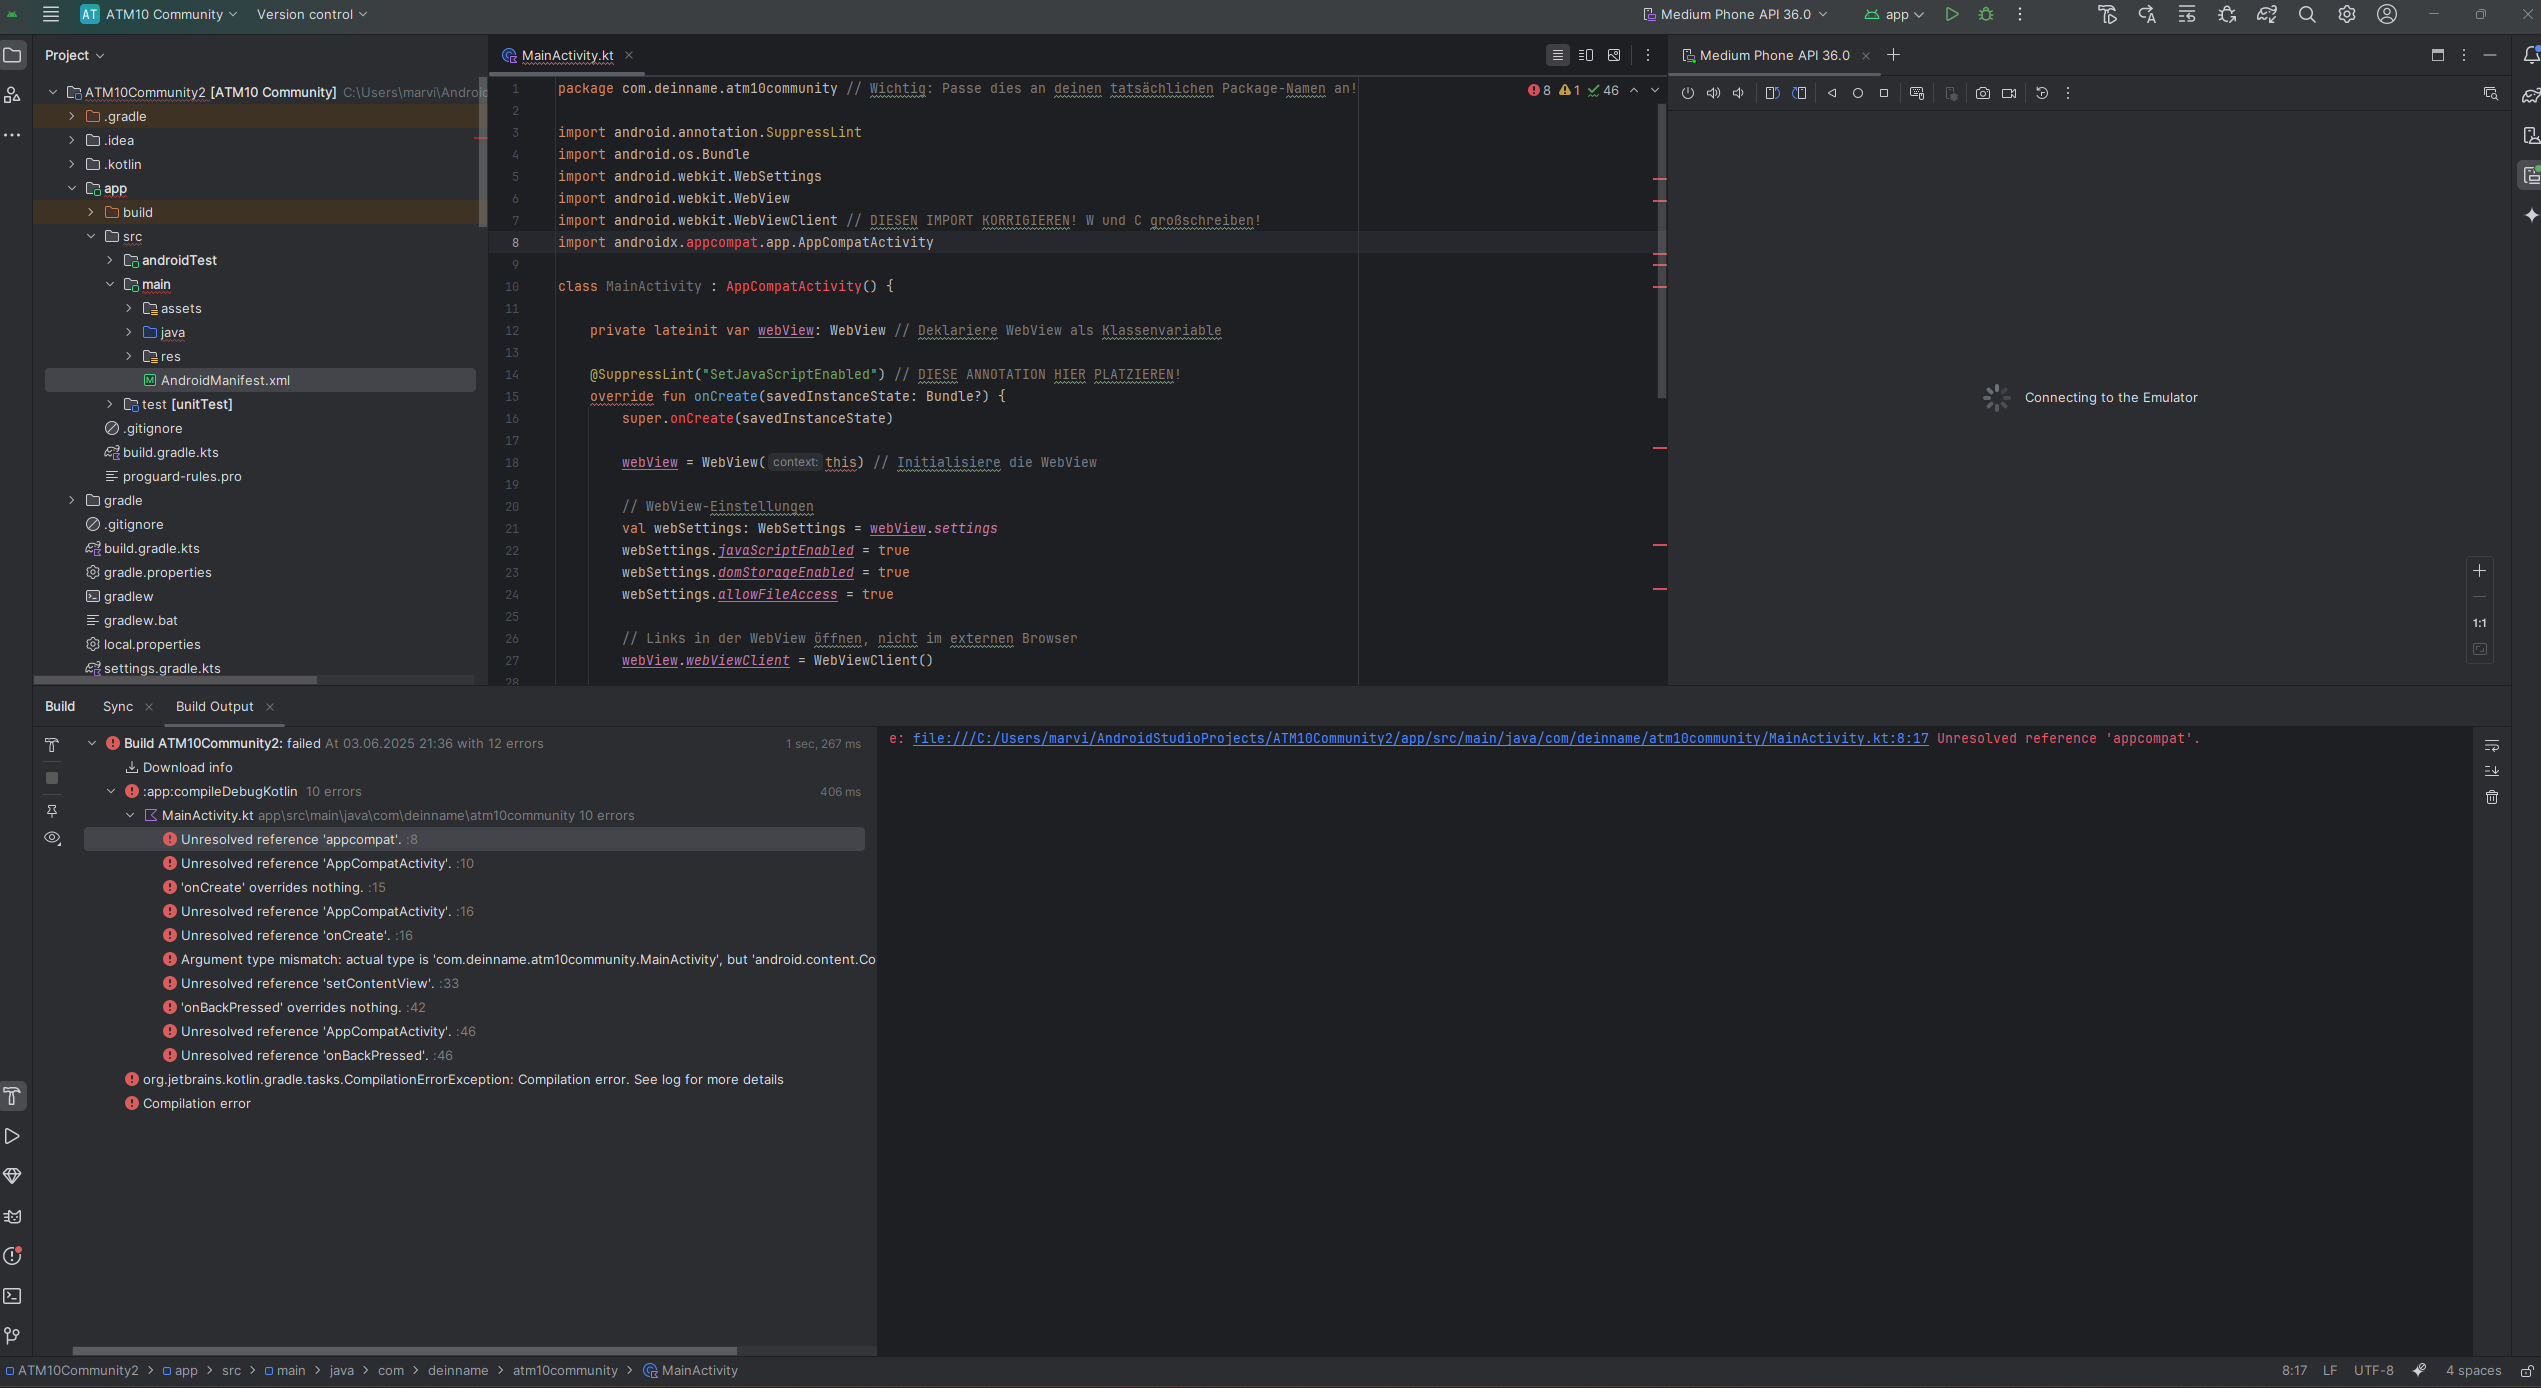 AT ATM10 Community Version control Medium Phone API 36.0 app
Project
ATM10Community2 [ATM10 Community] C:\Users\marvi\Android
.gradle
.idea
.kotlin
app
build
src
androidTest
main
assets
java
res
AndroidManifest.xml
test [unitTest]
.gitignore
build.gradle.kts
proguard-rules.pro
gradle
.gitignore
build.gradle.kts
gradle.properties
gradlew
gradlew.bat
local.properties
settings.gradle.kts
MainActivity.kt
8 1 46
1 package com.deinname.atm10community // Wichtig: Passe dies an deinen tatsächlichen Package-Namen an!
2
3 import android.annotation.SuppressLint
4 import android.os.Bundle
5 import android.webkit.WebSettings
6 import android.webkit.WebView
7 import android.webkit.WebViewClient // DIESEN IMPORT KORRIGIEREN! W und C großschreiben!
8 import androidx.appcompat.app.AppCompatActivity
9
10 class MainActivity : AppCompatActivity() {
11
12 private lateinit var webView: WebView // Deklariere WebView als Klassenvariable
13
14 @SuppressLint("SetJavaScriptEnabled") // DIESE ANNOTATION HIER PLATZIEREN!
15 override fun onCreate(savedInstanceState: Bundle?) {
16 super.onCreate(savedInstanceState)
17
18 webView = WebView( context: this) // Initialisiere die WebView
19
20 // WebView-Einstellungen
21 val webSettings: WebSettings = webView.settings
22 webSettings.javaScriptEnabled = true
23 webSettings.domStorageEnabled = true
24 webSettings.allowFileAccess = true
25
26 // Links in der WebView öffnen, nicht im externen Browser
27 webView.webViewClient = WebViewClient()
28
Medium Phone API 36.0
Connecting to the Emulator
1:1
Build Sync Build Output
Build ATM10Community2: failed At 03.06.2025 21:36 with 12 errors 1 sec, 267 ms
Download info
:app:compileDebugKotlin 10 errors 406 ms
MainActivity.kt app\src\main\java\com\deinname\atm10community 10 errors
Unresolved reference 'appcompat'. :8
Unresolved reference 'AppCompatActivity'. :10
'onCreate' overrides nothing. :15
Unresolved reference 'AppCompatActivity'. :16
Unresolved reference 'onCreate'. :16
Argument type mismatch: actual type is 'com.deinname.atm10community.MainActivity', but 'android.content.Co
Unresolved reference 'setContentView'. :33
'onBackPressed' overrides nothing. :42
Unresolved reference 'AppCompatActivity'. :46
Unresolved reference 'onBackPressed'. :46
org.jetbrains.kotlin.gradle.tasks.CompilationErrorException: Compilation error. See log for more details
Compilation error
e: file:///C:/Users/marvi/AndroidStudioProjects/ATM10Community2/app/src/main/java/com/deinname/atm10community/MainActivity.kt:8:17 Unresolved reference 'appcompat'.
ATM10Community2 > app > src > main > java > com > deinname > atm10community > MainActivity
8:17 LF UTF-8 4 spaces